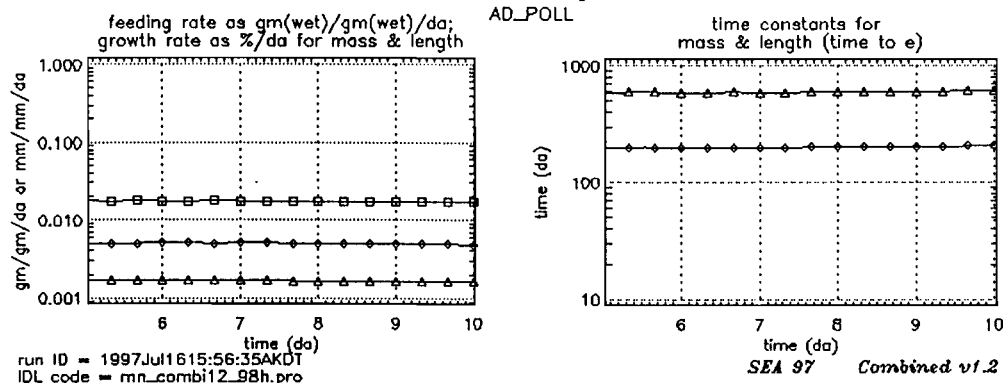 AD_POLL
feeding rate as gm(wet)/gm(wet)/da;
growth rate as %/da for mass & length
gm/gm/da or mm/mm/da
1.000
0.100
0.010
0.001
6
7
8
9
10
time (da)
time constants for
mass & length (time to e)
time (da)
1000
100
10
6
7
8
9
10
time (da)
run ID = 1997Jul1615:56:35AKDT
IDL code = mn_combi12_98h.pro
SEA 97 Combined v1.2